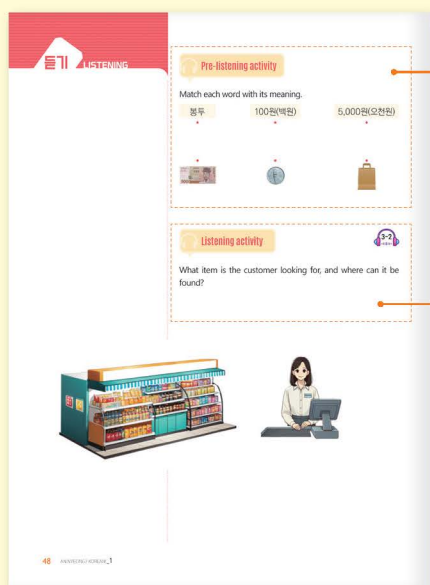 듣기 LISTENING
Pre-listening activity
Match each word with its meaning.
봉투 100원(백원) 5,000원(오천원)
Listening activity
3-2
What item is the customer looking for, and where can it be
found?
48